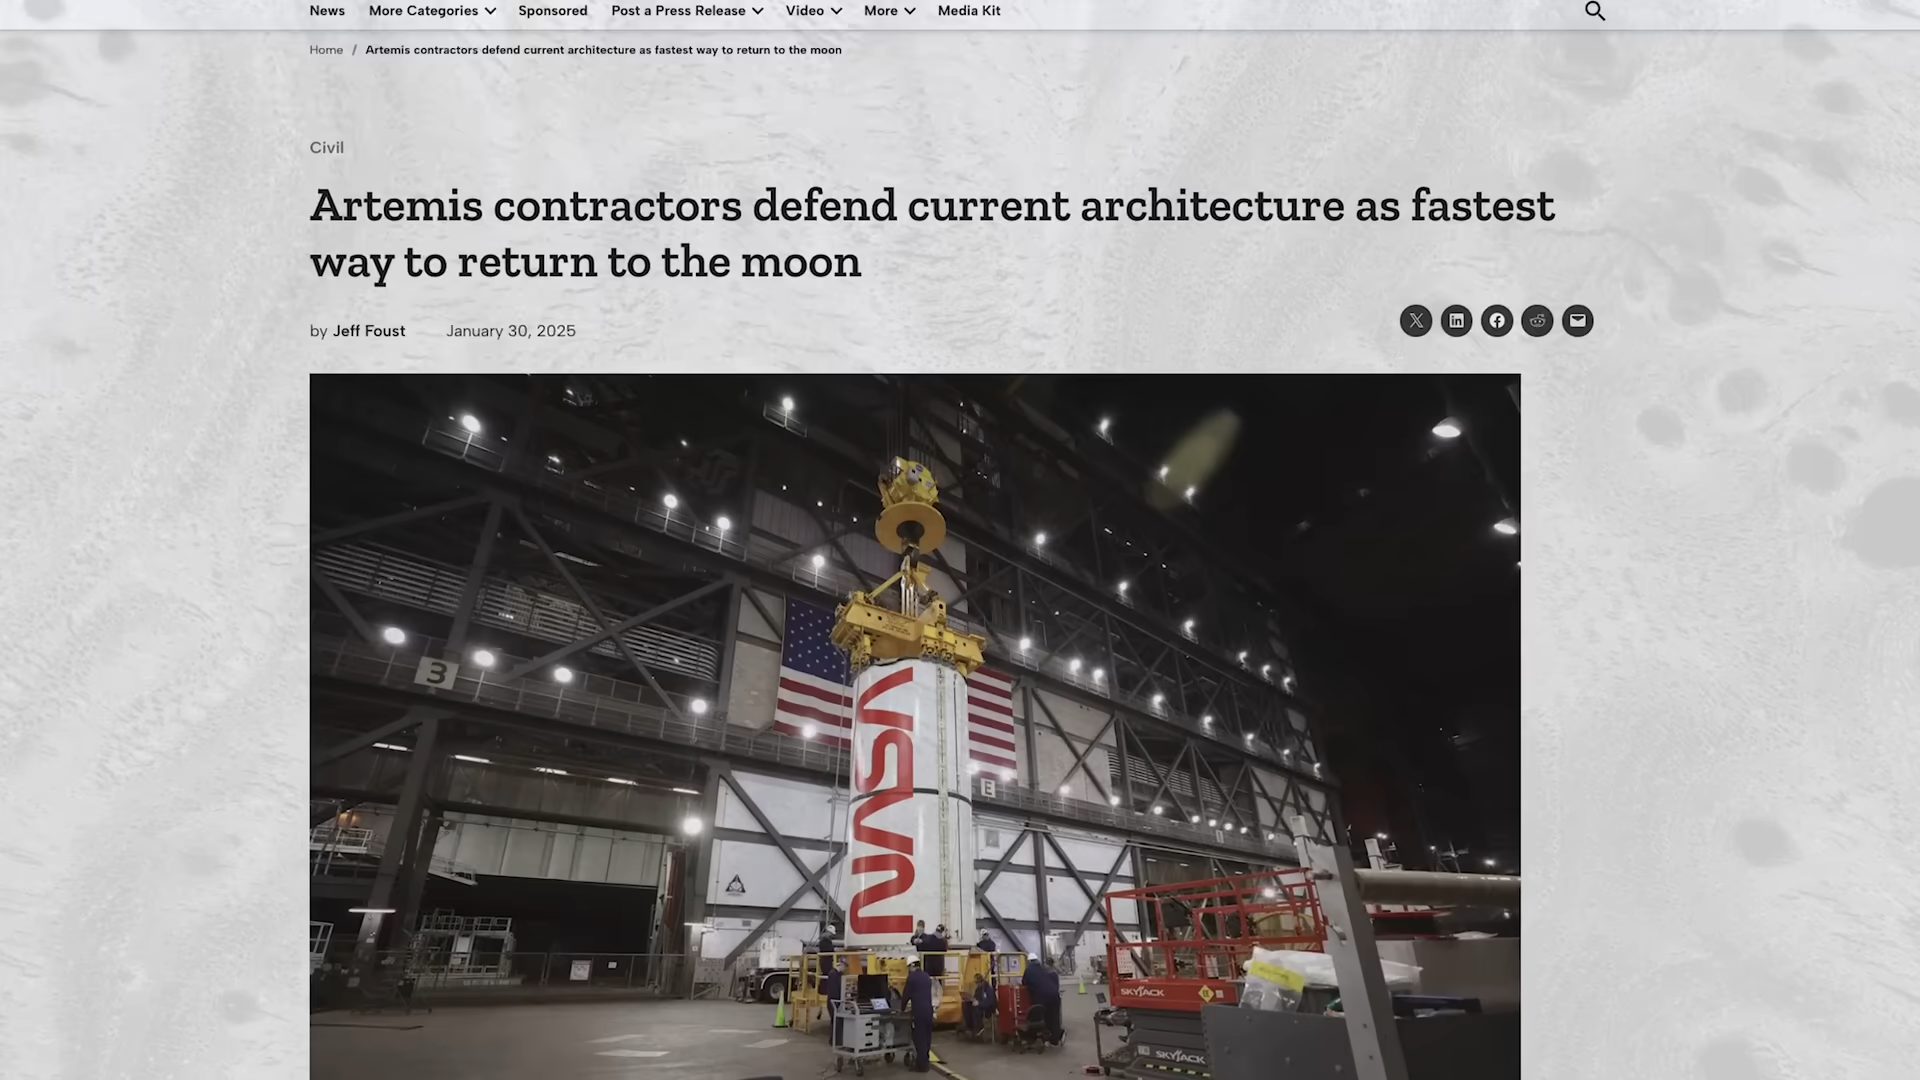 News More Categories Sponsored Post a Press Release Video More Media Kit
Home / Artemis contractors defend current architecture as fastest way to return to the moon
Civil
Artemis contractors defend current architecture as fastest
way to return to the moon
by Jeff Foust January 30, 2025
3
NASA
E
SKYJACK
SKYJACK